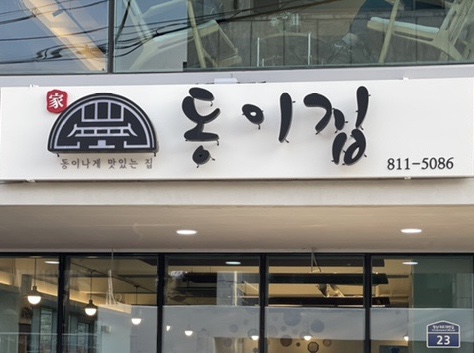 家
동이집
동이나게 맛있는 집
811-5086
23